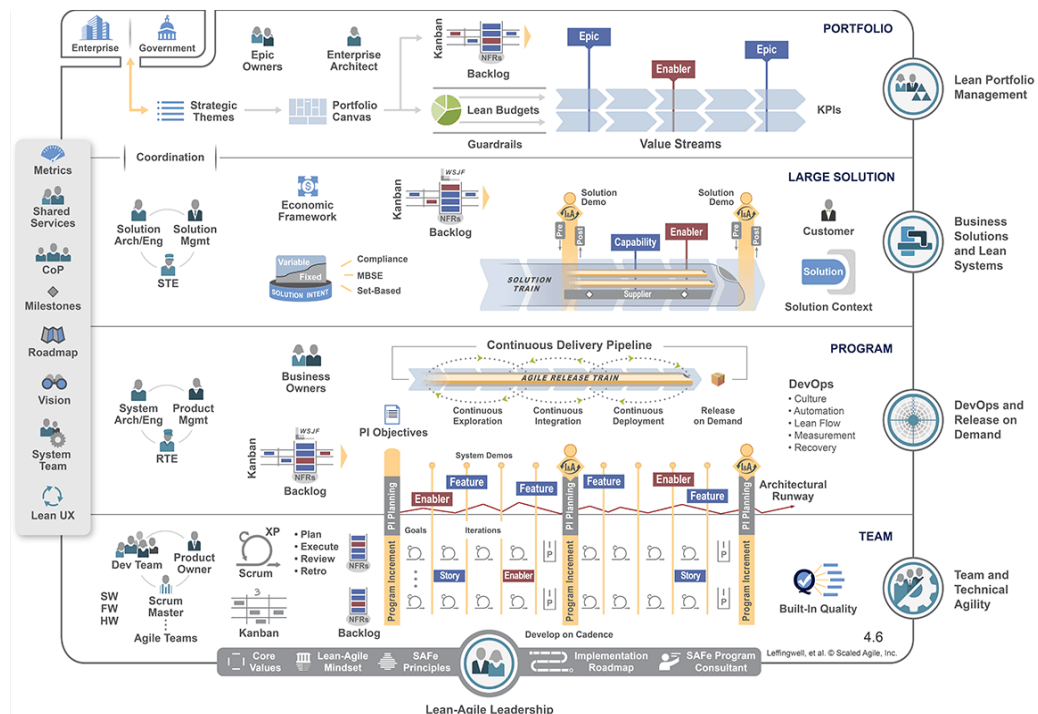 Enterprise
Government
Epic
Owners
Enterprise
Architect
Kanban
NFRs
Backlog
Epic
Enabler
Epic
PORTFOLIO
Lean Portfolio
Management
Strategic
Themes
Portfolio
Canvas
Lean Budgets
KPIs
Guardrails
Value Streams
Coordination
Metrics
Shared
Services
CoP
Milestones
Roadmap
Vision
System
Team
Lean UX
LARGE SOLUTION
Solution
Arch/Eng
Solution
Mgmt
STE
Economic
Framework
Variable
Fixed
SOLUTION INTENT
Compliance
MBSE
Set-Based
Kanban
WSJF
NFRs
Backlog
Solution
Demo
I&A
Pre
Post
Capability
Enabler
Solution
Demo
I&A
Pre
Post
SOLUTION
TRAIN
Supplier
Customer
Solution
Solution Context
Business
Solutions
and Lean
Systems
PROGRAM
Business
Owners
Continuous Delivery Pipeline
AGILE RELEASE TRAIN
Continuous
Exploration
Continuous
Integration
Continuous
Deployment
Release
on Demand
System
Arch/Eng
Product
Mgmt
RTE
Kanban
WSJF
NFRs
Backlog
PI Objectives
System Demos
Enabler
Feature
Feature
I&A
Feature
Enabler
Feature
I&A
Architectural
Runway
PI Planning
PI Planning
PI Planning
DevOps
• Culture
• Automation
• Lean Flow
• Measurement
• Recovery
DevOps and
Release on
Demand
TEAM
Dev Team
Product
Owner
Scrum
Master
Agile Teams
SW
FW
HW
XP
Scrum
• Plan
• Execute
• Review
• Retro
3
Kanban
NFRs
NFRs
Backlog
Program Increment
Goals
Iterations
Story
Enabler
I
P
I
P
Program Increment
Story
I
P
I
P
Program Increment
Develop on Cadence
Built-In Quality
Team and
Technical
Agility
4.6
Leffingwell, et al. © Scaled Agile, Inc.
Core
Values
Lean-Agile
Mindset
SAFe
Principles
Implementation
Roadmap
SAFe Program
Consultant
Lean-Agile Leadership